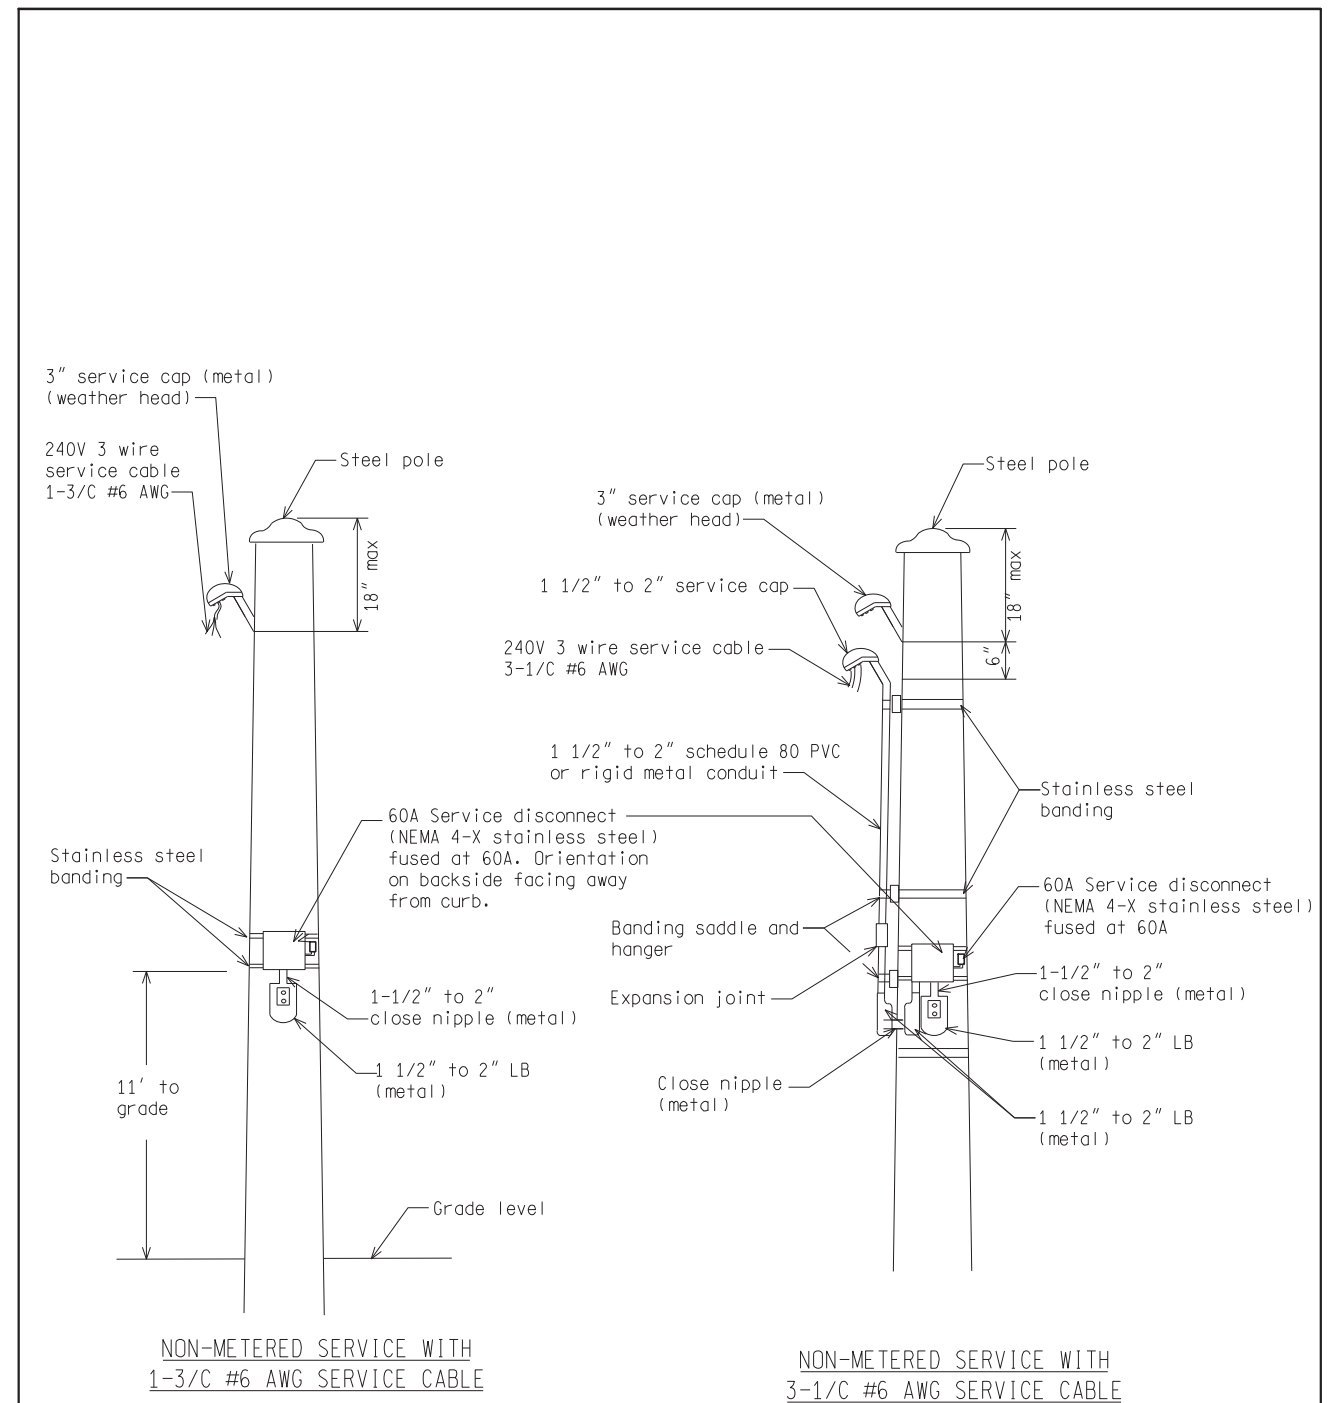 3" service cap (metal)
(weather head)
240V 3 wire
service cable
1-3/C #6 AWG
Steel pole
18" max
Stainless steel
banding
60A Service disconnect
(NEMA 4-X stainless steel)
fused at 60A. Orientation
on backside facing away
from curb.
1-1/2" to 2"
close nipple (metal)
1 1/2" to 2" LB
(metal)
11' to
grade
Grade level
NON-METERED SERVICE WITH
1-3/C #6 AWG SERVICE CABLE
Steel pole
3" service cap (metal)
(weather head)
1 1/2" to 2" service cap
18" max
6"
240V 3 wire service cable
3-1/C #6 AWG
1 1/2" to 2" schedule 80 PVC
or rigid metal conduit
Stainless steel
banding
60A Service disconnect
(NEMA 4-X stainless steel)
fused at 60A
Banding saddle and
hanger
Expansion joint
1-1/2" to 2"
close nipple (metal)
1 1/2" to 2" LB
(metal)
Close nipple
(metal)
1 1/2" to 2" LB
(metal)
NON-METERED SERVICE WITH
3-1/C #6 AWG SERVICE CABLE